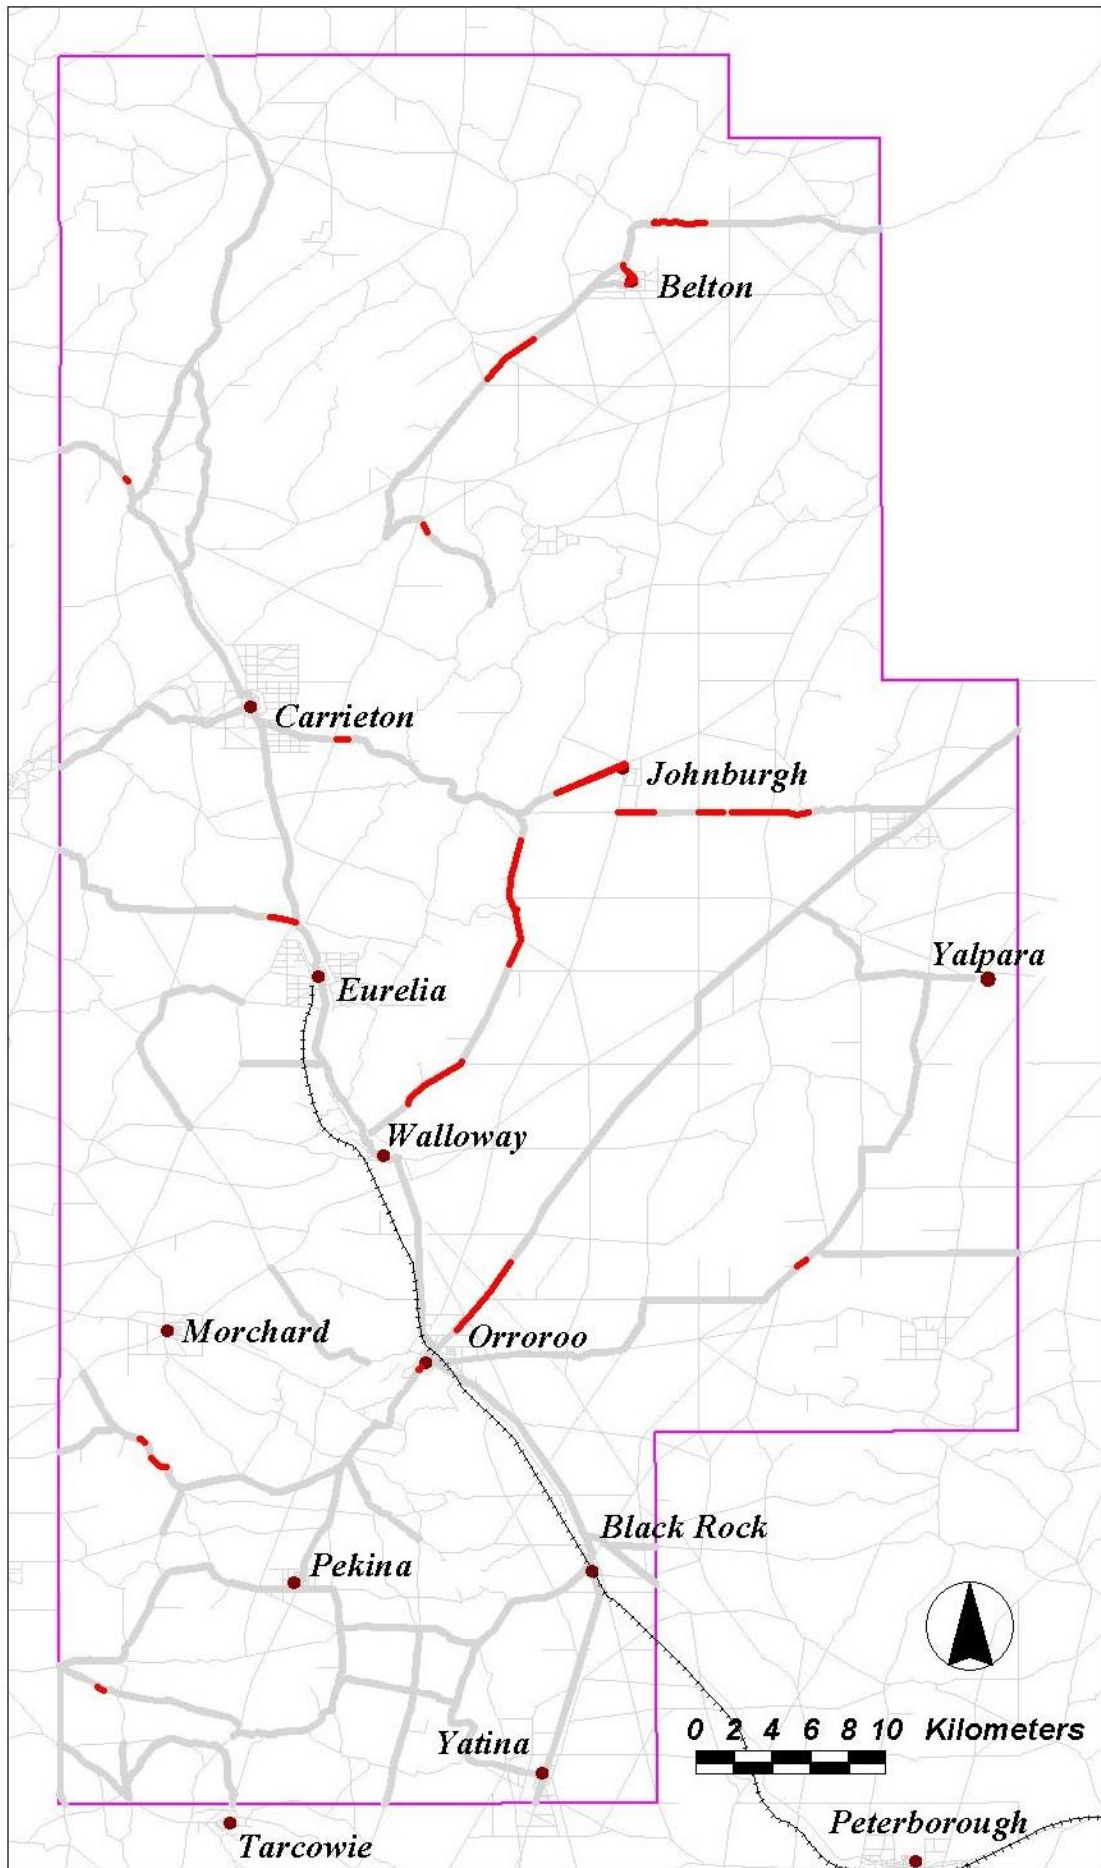 Belton
Carrieton
Johnburgh
Yalpara
Eurelia
Walloway
Morchard
Orroroo
Black Rock
Pekina
0 2 4 6 8 10 Kilometers
Yatina
Peterborough
Tarcowie